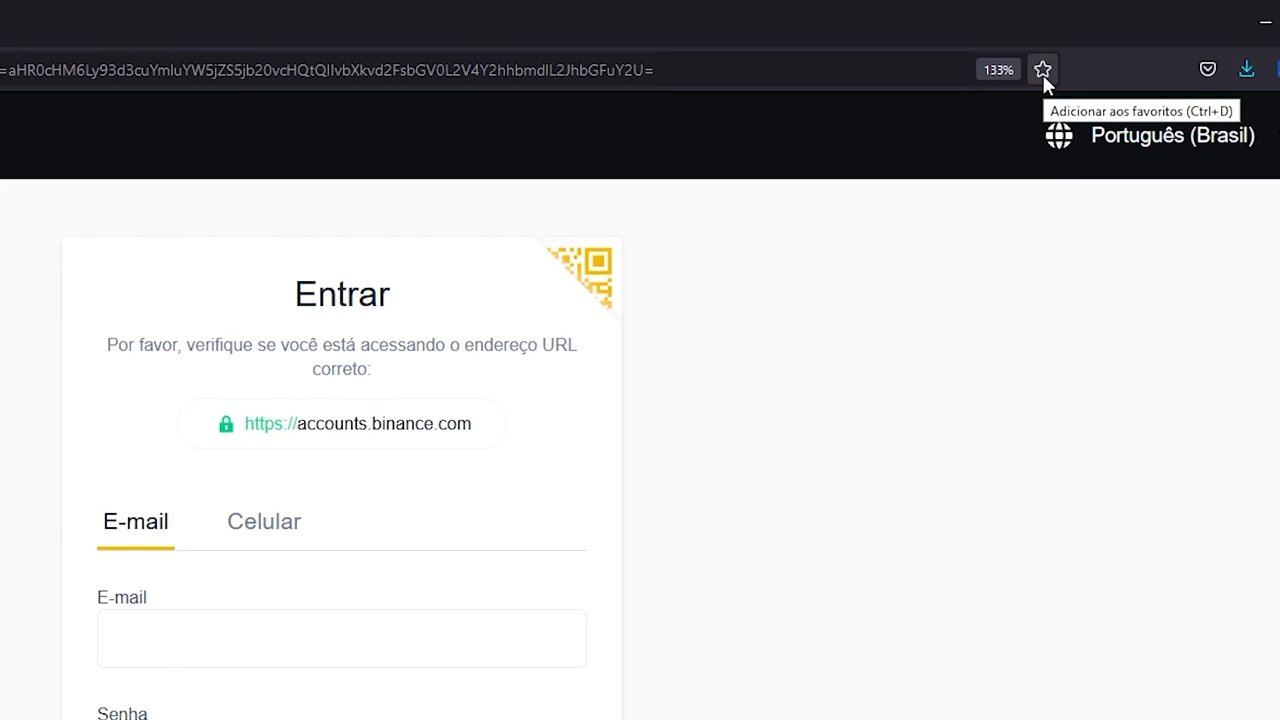 =aHR0cHM6Ly93d3cuYmluYW5jZS5jb20vcHQtQlIvbXkvd2FsbGV0L2V4Y2hhbmdlL2JhbGFuY2U=
133%
Adicionar aos favoritos (Ctrl+D)
Português (Brasil)
Entrar
Por favor, verifique se você está acessando o endereço URL
correto:
https://accounts.binance.com
E-mail Celular
E-mail
Senha